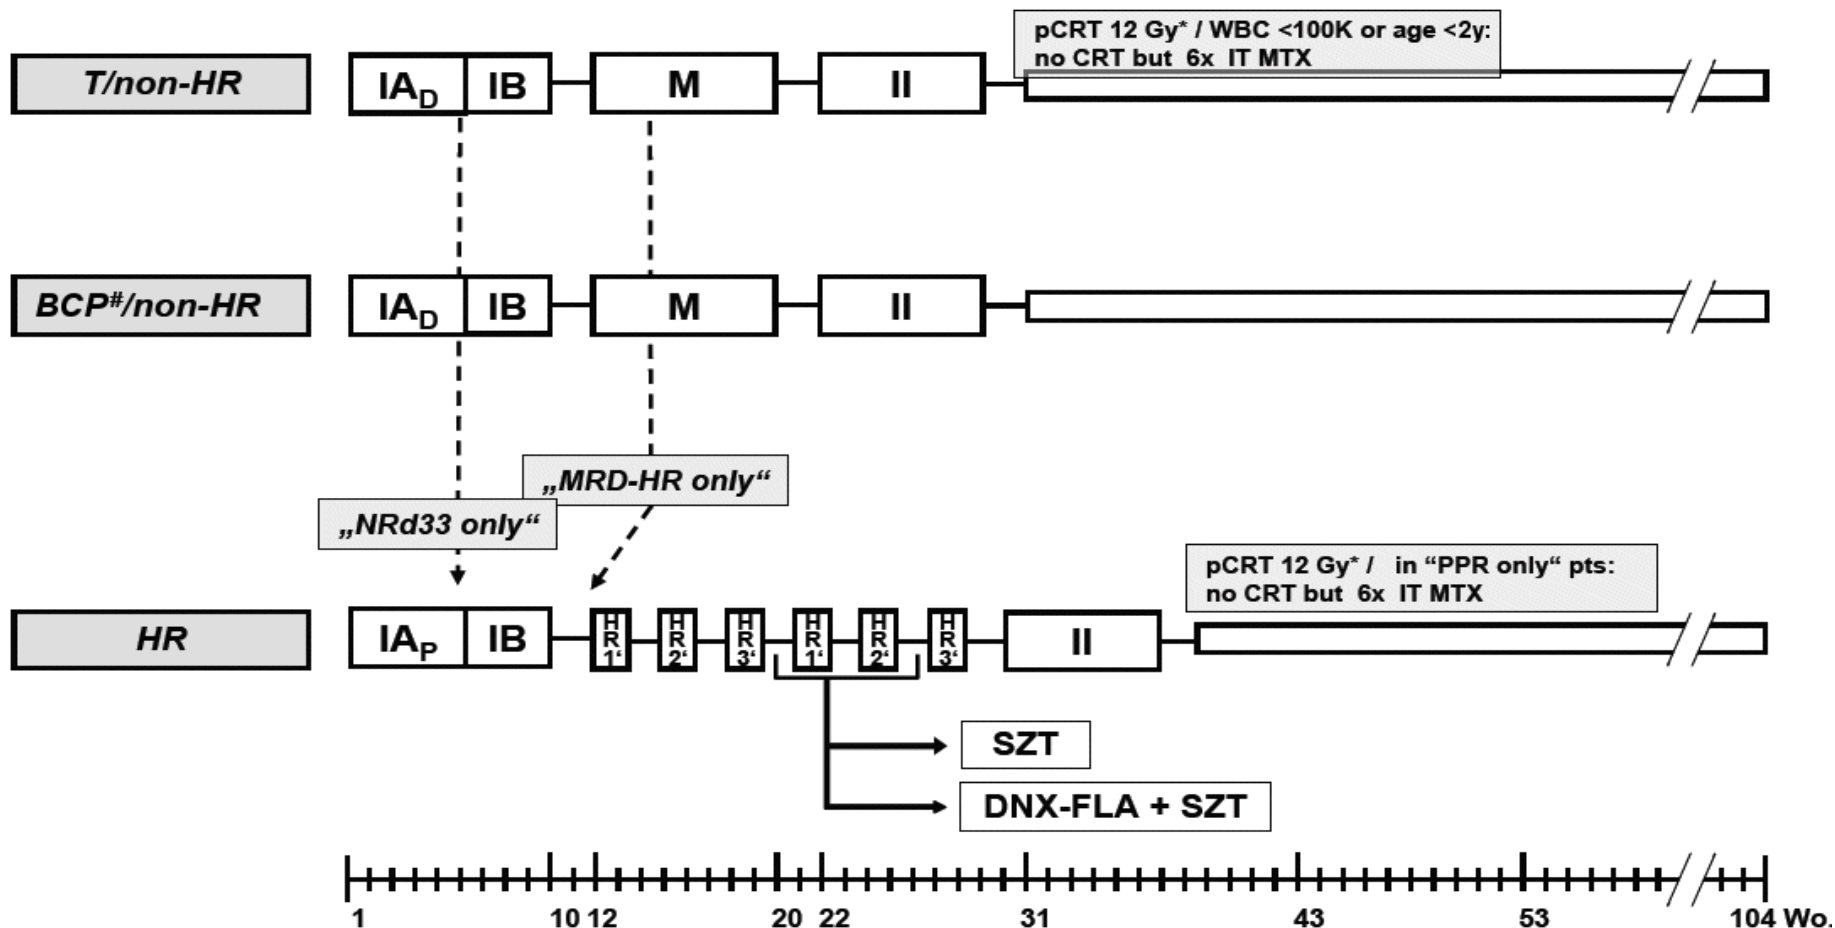 pCRT 12 Gy* / WBC <100K or age <2y:
no CRT but 6x IT MTX
T/non-HR
IAD IB M II
BCP#/non-HR
IAD IB M II
„MRD-HR only“
„NRd33 only“
pCRT 12 Gy* / in “PPR only“ pts:
no CRT but 6x IT MTX
HR
IAP IB
HR1‘ HR2‘ HR3‘ HR1‘ HR2‘ HR3‘
II
SZT
DNX-FLA + SZT
1 10 12 20 22 31 43 53 104 Wo.